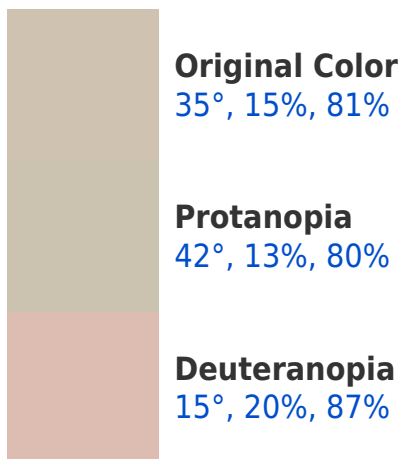 Original Color
35°, 15%, 81%
Protanopia
42°, 13%, 80%
Deuteranopia
15°, 20%, 87%